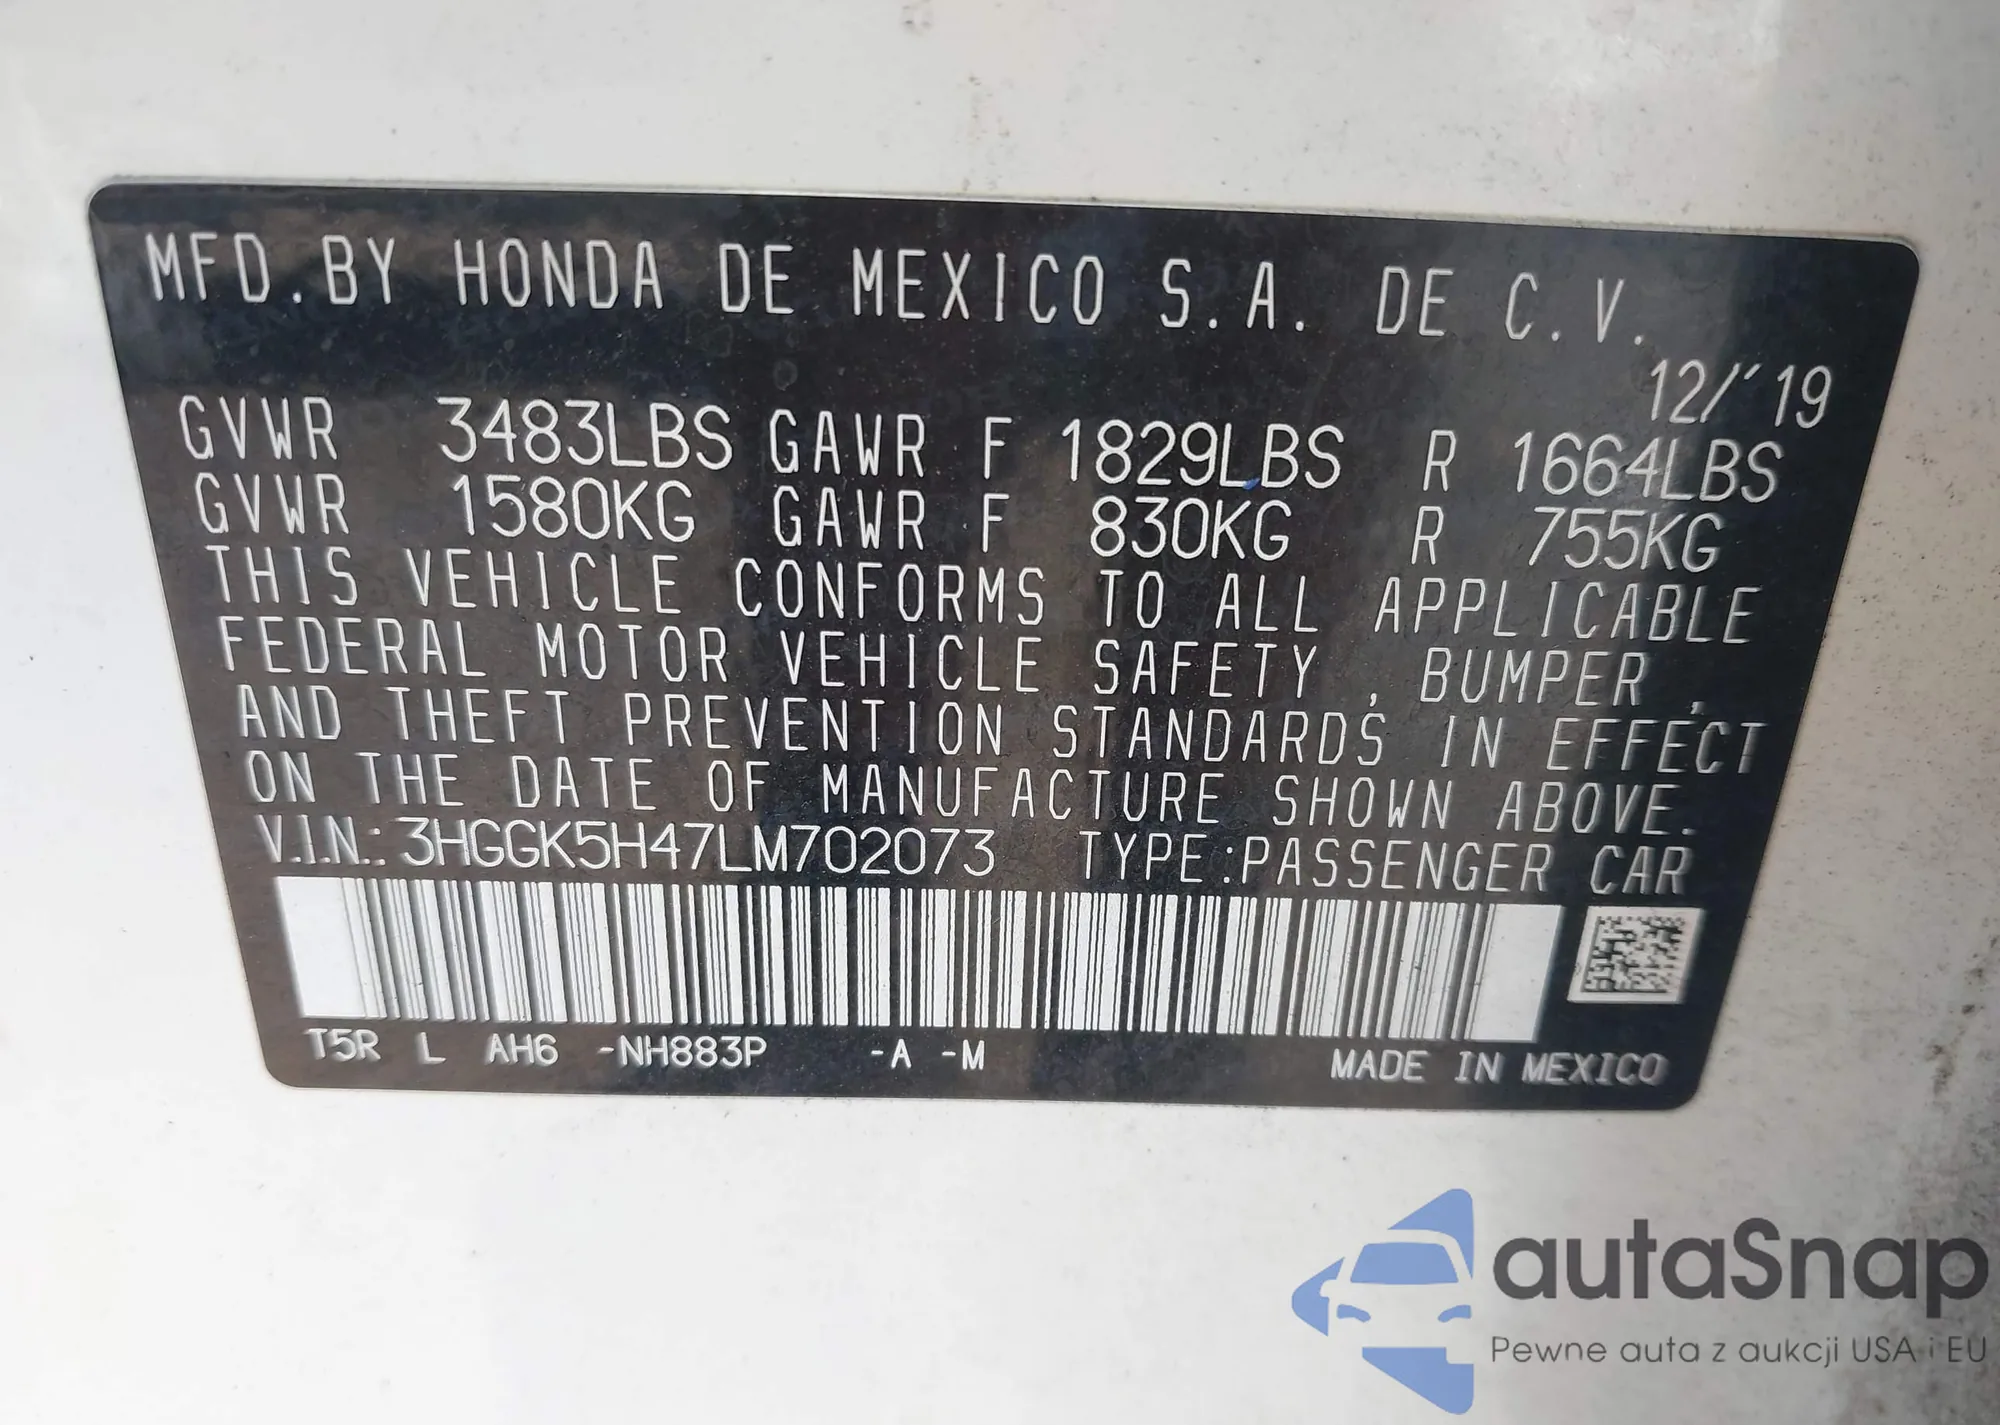 MFD.BY HONDA DE MEXICO S.A. DE C.V.
12/'19
GVWR 3483LBS GAWR F 1829LBS R 1664LBS
GVWR 1580KG GAWR F 830KG R 755KG
THIS VEHICLE CONFORMS TO ALL APPLICABLE
FEDERAL MOTOR VEHICLE SAFETY, BUMPER,
AND THEFT PREVENTION STANDARDS IN EFFECT
ON THE DATE OF MANUFACTURE SHOWN ABOVE.
V.I.N.: 3HGGK5H47LM702073 TYPE:PASSENGER CAR
T5R L AH6 -NH883P -A -M MADE IN MEXICO
autaSnap
Pewne auta z aukcji USA i EU